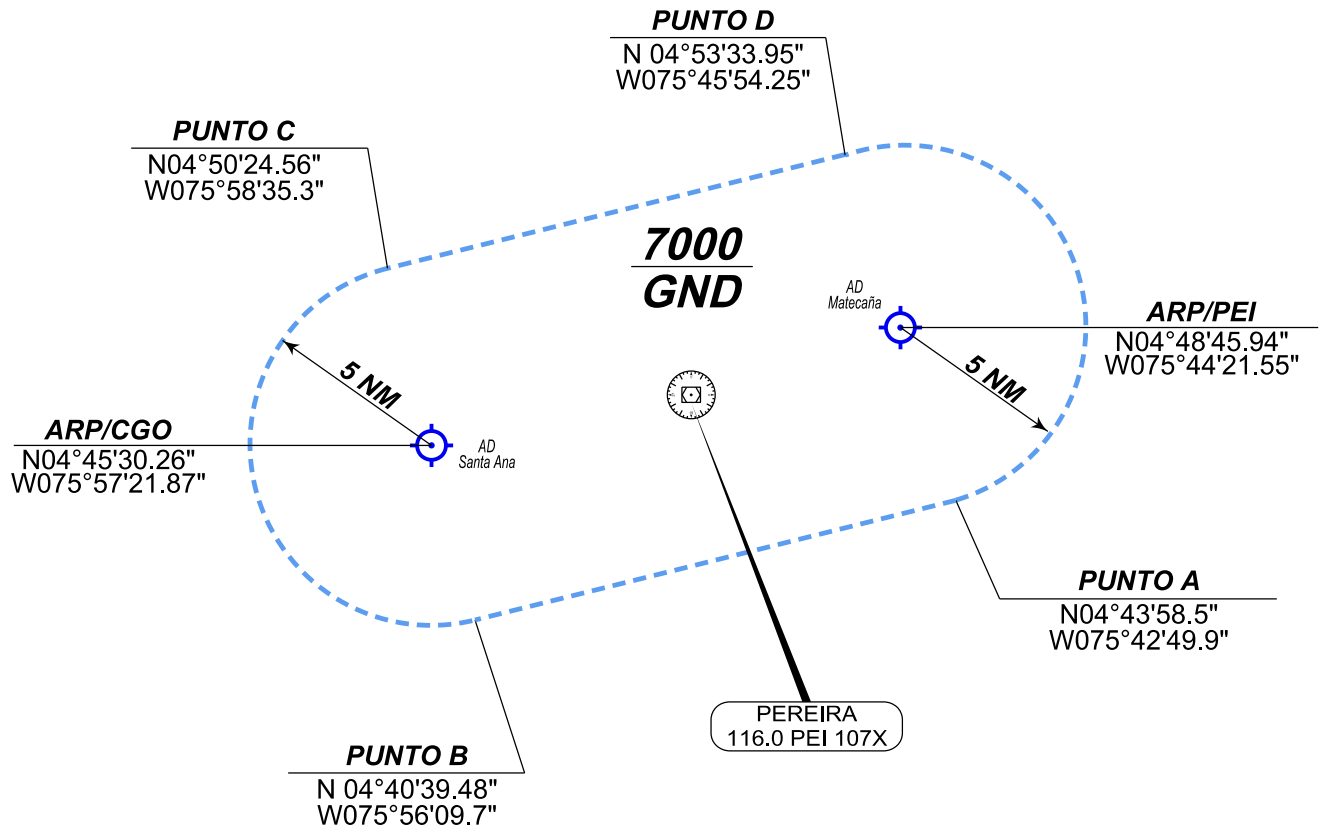 PUNTO D
N 04°53'33.95"
W075°45'54.25"
PUNTO C
N04°50'24.56"
W075°58'35.3"
7000
GND
AD
Matecaña
ARP/PEI
N04°48'45.94"
W075°44'21.55"
5 NM
5 NM
ARP/CGO
N04°45'30.26"
W075°57'21.87"
AD
Santa Ana
PUNTO A
N04°43'58.5"
W075°42'49.9"
PEREIRA
116.0 PEI 107X
PUNTO B
N 04°40'39.48"
W075°56'09.7"